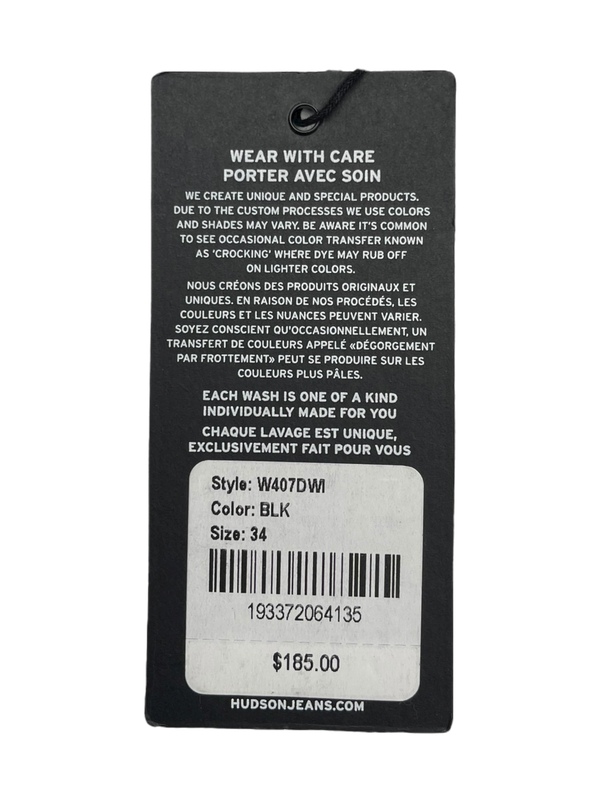 WEAR WITH CARE
PORTER AVEC SOIN
WE CREATE UNIQUE AND SPECIAL PRODUCTS.
DUE TO THE CUSTOM PROCESSES WE USE COLORS
AND SHADES MAY VARY. BE AWARE IT'S COMMON
TO SEE OCCASIONAL COLOR TRANSFER KNOWN
AS 'CROCKING' WHERE DYE MAY RUB OFF
ON LIGHTER COLORS.
NOUS CRÉONS DES PRODUITS ORIGINAUX ET
UNIQUES. EN RAISON DE NOS PROCÉDÉS, LES
COULEURS ET LES NUANCES PEUVENT VARIER.
SOYEZ CONSCIENT QU'OCCASIONNELLEMENT, UN
TRANSFERT DE COULEURS APPELÉ «DÉGORGEMENT
PAR FROTTEMENT» PEUT SE PRODUIRE SUR LES
COULEURS PLUS PÂLES.
EACH WASH IS ONE OF A KIND
INDIVIDUALLY MADE FOR YOU
CHAQUE LAVAGE EST UNIQUE,
EXCLUSIVEMENT FAIT POUR VOUS
Style: W407DWI
Color: BLK
Size: 34
193372064135
$185.00
HUDSONJEANS.COM